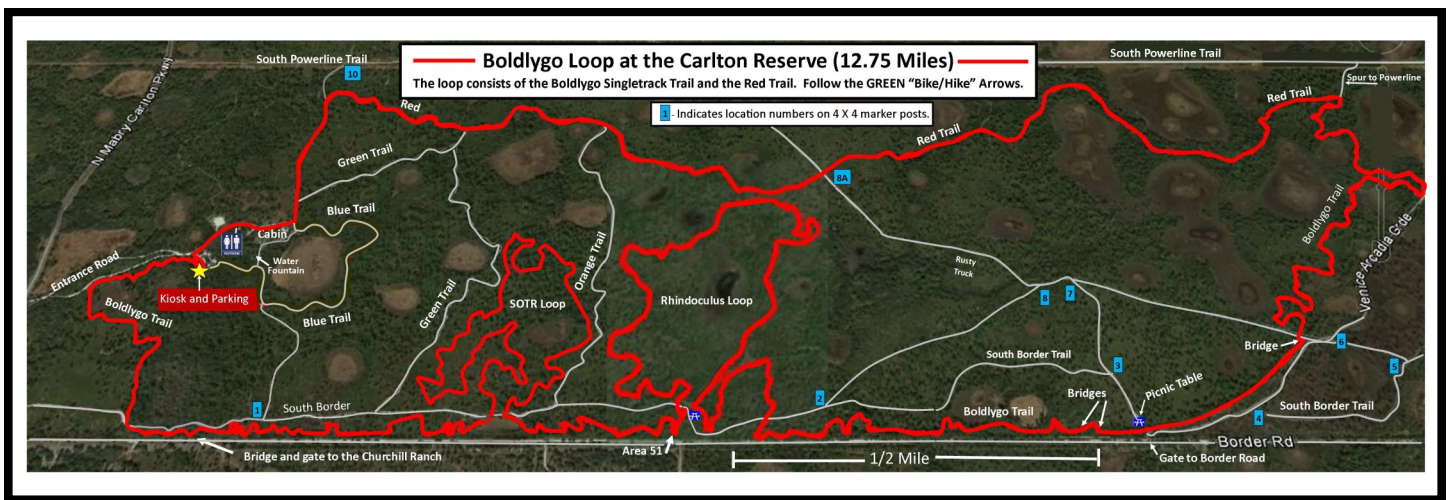 Boldlygo Loop at the Carlton Reserve (12.75 Miles)
The loop consists of the Boldlygo Singletrack Trail and the Red Trail. Follow the GREEN “Bike/Hike” Arrows.
1 - Indicates location numbers on 4 X 4 marker posts.
South Powerline Trail
South Powerline Trail
10
Spur to Powerline
N Mabry Carlton Pkwy
Red
Red Trail
Red Trail
Green Trail
8A
Blue Trail
Cabin
Water
Fountain
Entrance Road
Kiosk and Parking
Boldlygo Trail
Blue Trail
Green Trail
SOTR Loop
Orange Trail
Rhindoculus Loop
Rusty
Truck
8
7
Boldlygo Trail
Venice Arcadia Grde
Bridge
6
5
South Border Trail
3
Picnic Table
1
South Border
2
Boldlygo Trail
Bridges
4
South Border Trail
Bridge and gate to the Churchill Ranch
Area 51
1/2 Mile
Gate to Border Road
Border Rd